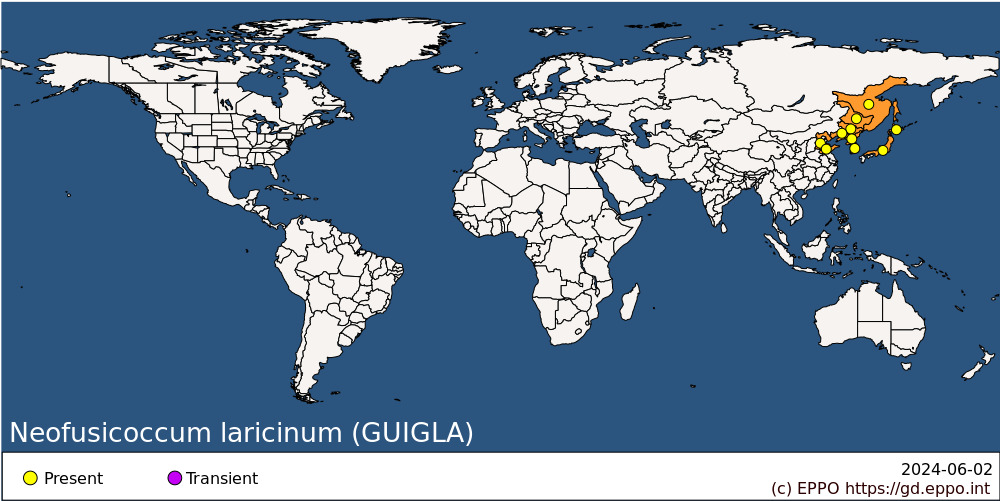 Neofusicoccum laricinum (GUIGLA)
Present
Transient
2024-06-02
(c) EPPO https://gd.eppo.int